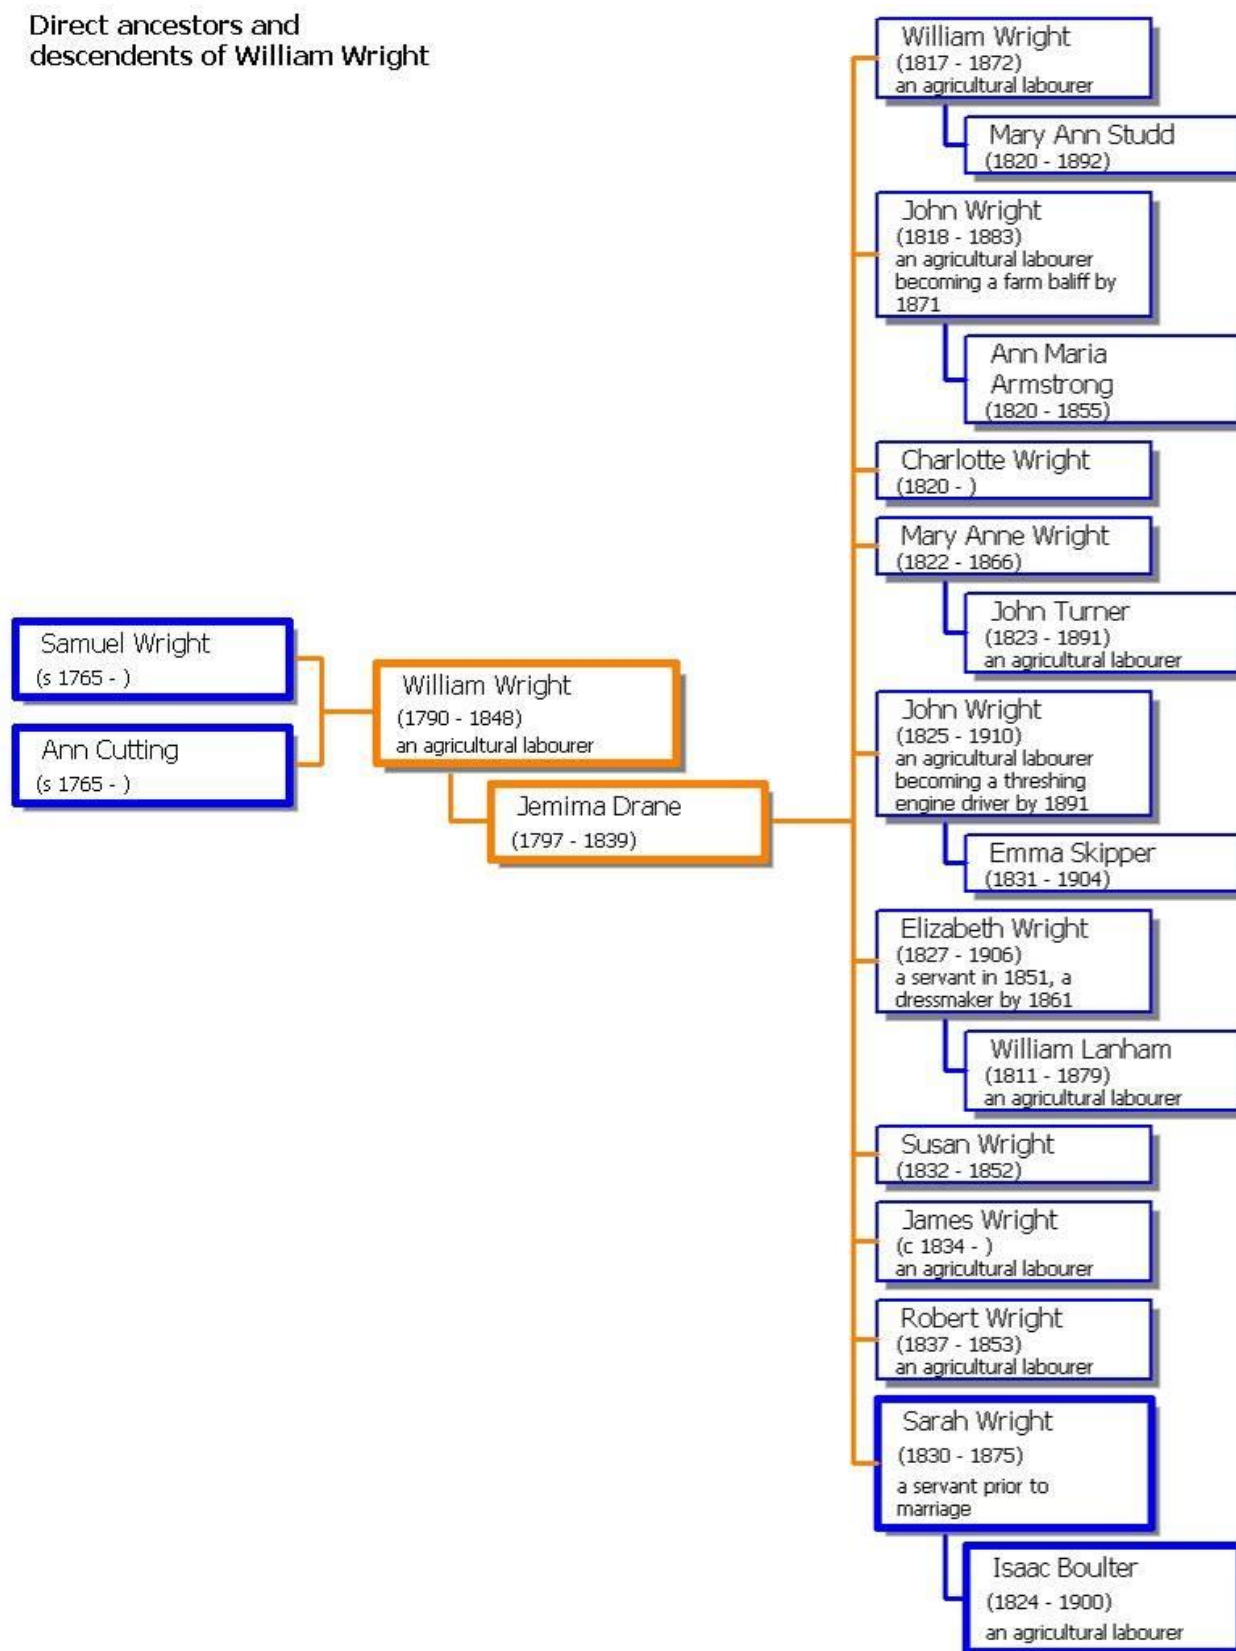 Direct ancestors and
descendents of William Wright
Samuel Wright
(s 1765 - )
Ann Cutting
(s 1765 - )
William Wright
(1790 - 1848)
an agricultural labourer
Jemima Drane
(1797 - 1839)
William Wright
(1817 - 1872)
an agricultural labourer
Mary Ann Studd
(1820 - 1892)
John Wright
(1818 - 1883)
an agricultural labourer
becoming a farm baliff by
1871
Ann Maria
Armstrong
(1820 - 1855)
Charlotte Wright
(1820 - )
Mary Anne Wright
(1822 - 1866)
John Turner
(1823 - 1891)
an agricultural labourer
John Wright
(1825 - 1910)
an agricultural labourer
becoming a threshing
engine driver by 1891
Emma Skipper
(1831 - 1904)
Elizabeth Wright
(1827 - 1906)
a servant in 1851, a
dressmaker by 1861
William Lanham
(1811 - 1879)
an agricultural labourer
Susan Wright
(1832 - 1852)
James Wright
(c 1834 - )
an agricultural labourer
Robert Wright
(1837 - 1853)
an agricultural labourer
Sarah Wright
(1830 - 1875)
a servant prior to
marriage
Isaac Boulter
(1824 - 1900)
an agricultural labourer